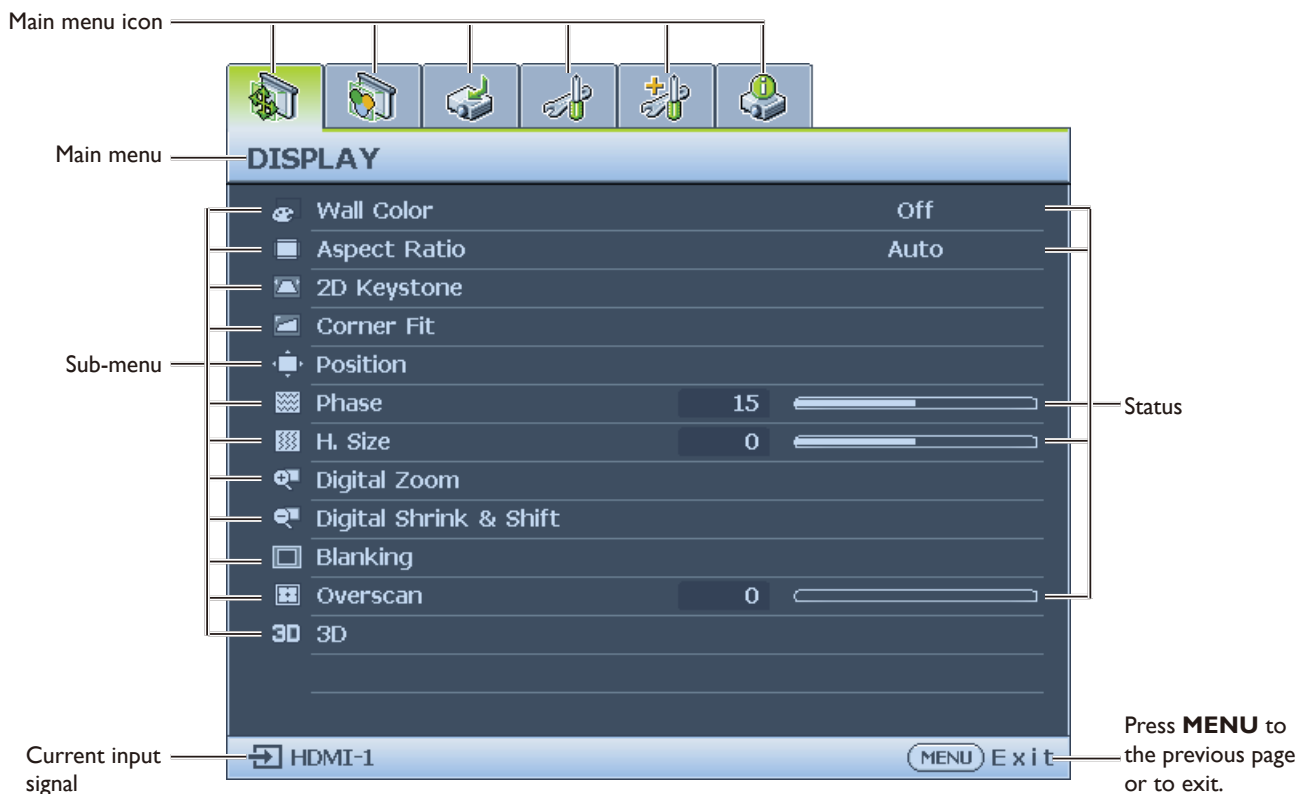 Main menu icon
Main menu
DISPLAY
Wall Color Off
Aspect Ratio Auto
2D Keystone
Corner Fit
Sub-menu
Position
Phase 15
Status
H. Size 0
Digital Zoom
Digital Shrink & Shift
Blanking
Overscan 0
3D 3D
Current input
signal
HDMI-1
MENU Exit
Press MENU to
the previous page
or to exit.